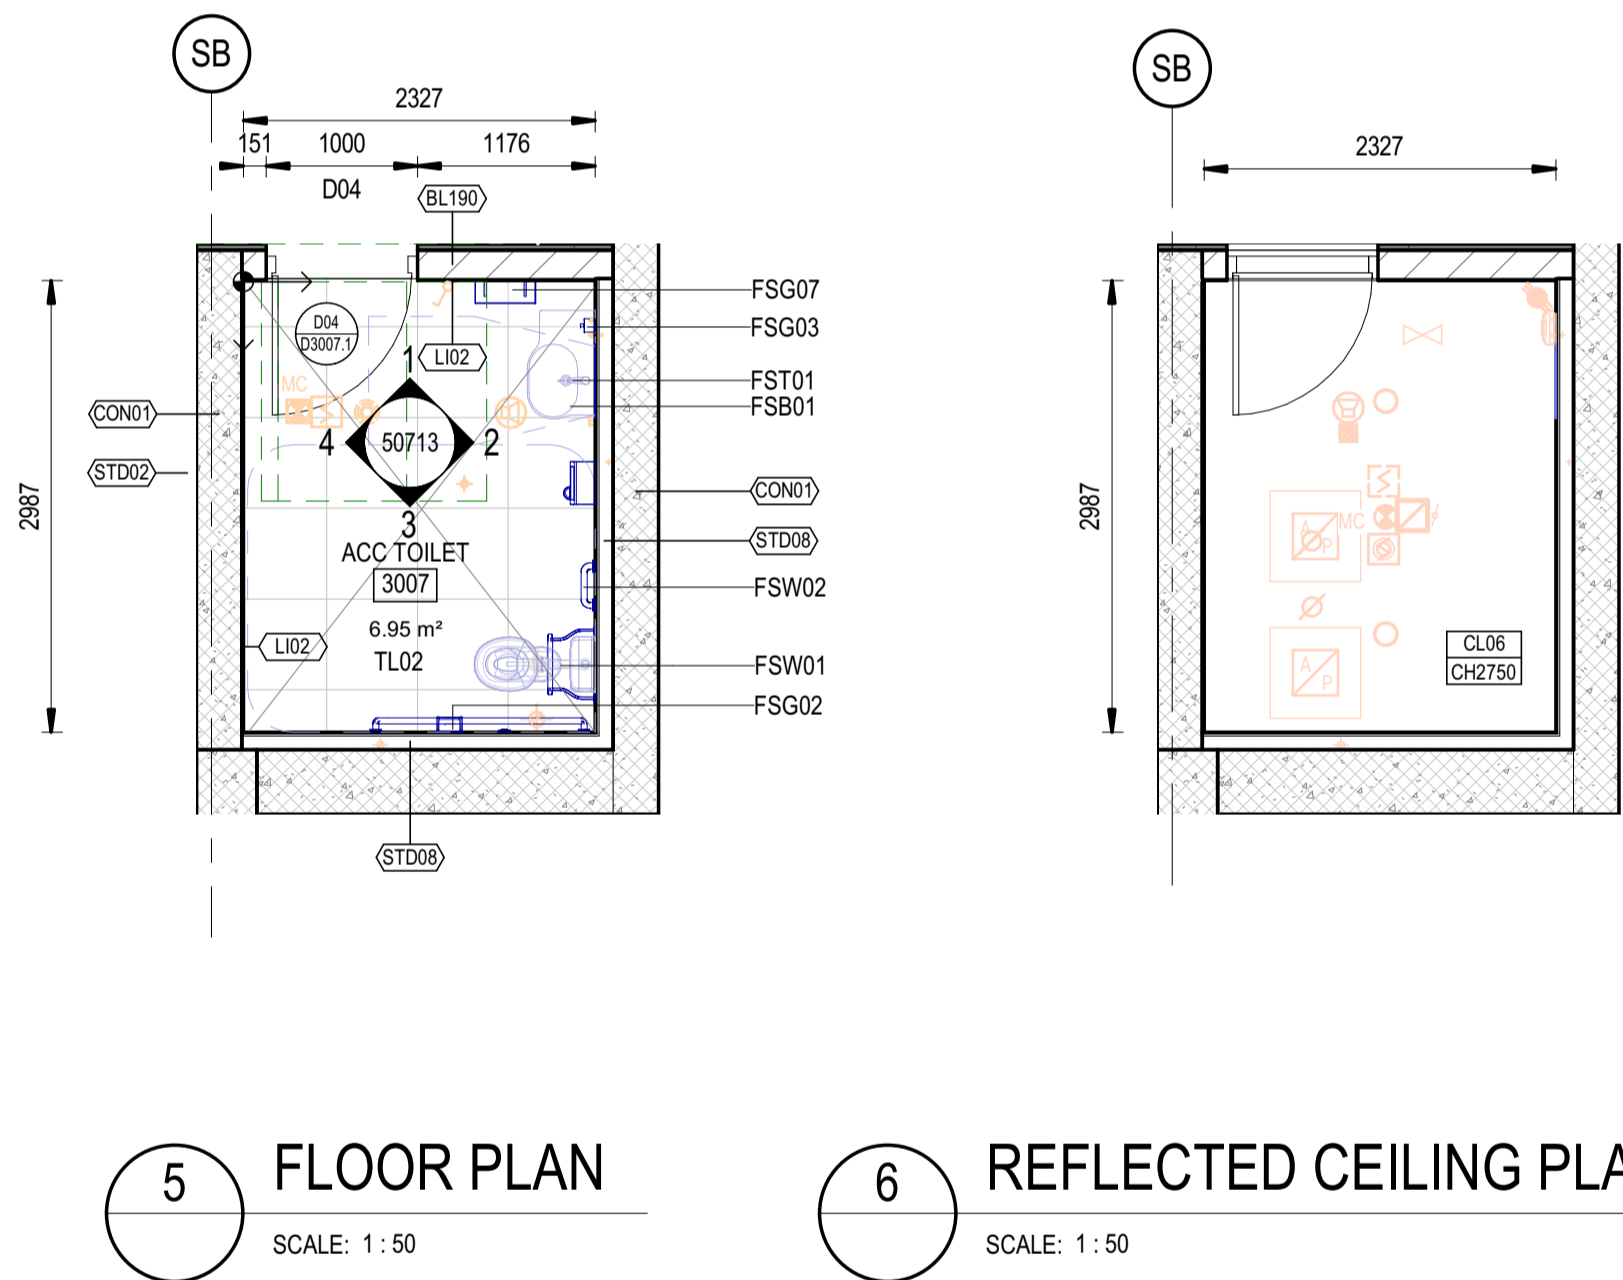 SB
2327
151 1000 1176
D04
BL190
FSG07
FSG03
D04
D3007.1
1
LI02
FST01
MC
FSB01
CON01
4
50713
2
STD02
CON01
2987
3
STD08
ACC TOILET
3007
FSW02
6.95 m²
LI02
TL02
FSW01
FSG02
STD08
5
FLOOR PLAN
SCALE: 1 : 50
SB
2327
2987
A
P
MC
A
P
CL06
CH2750
6
REFLECTED CEILING PLA
SCALE: 1 : 50